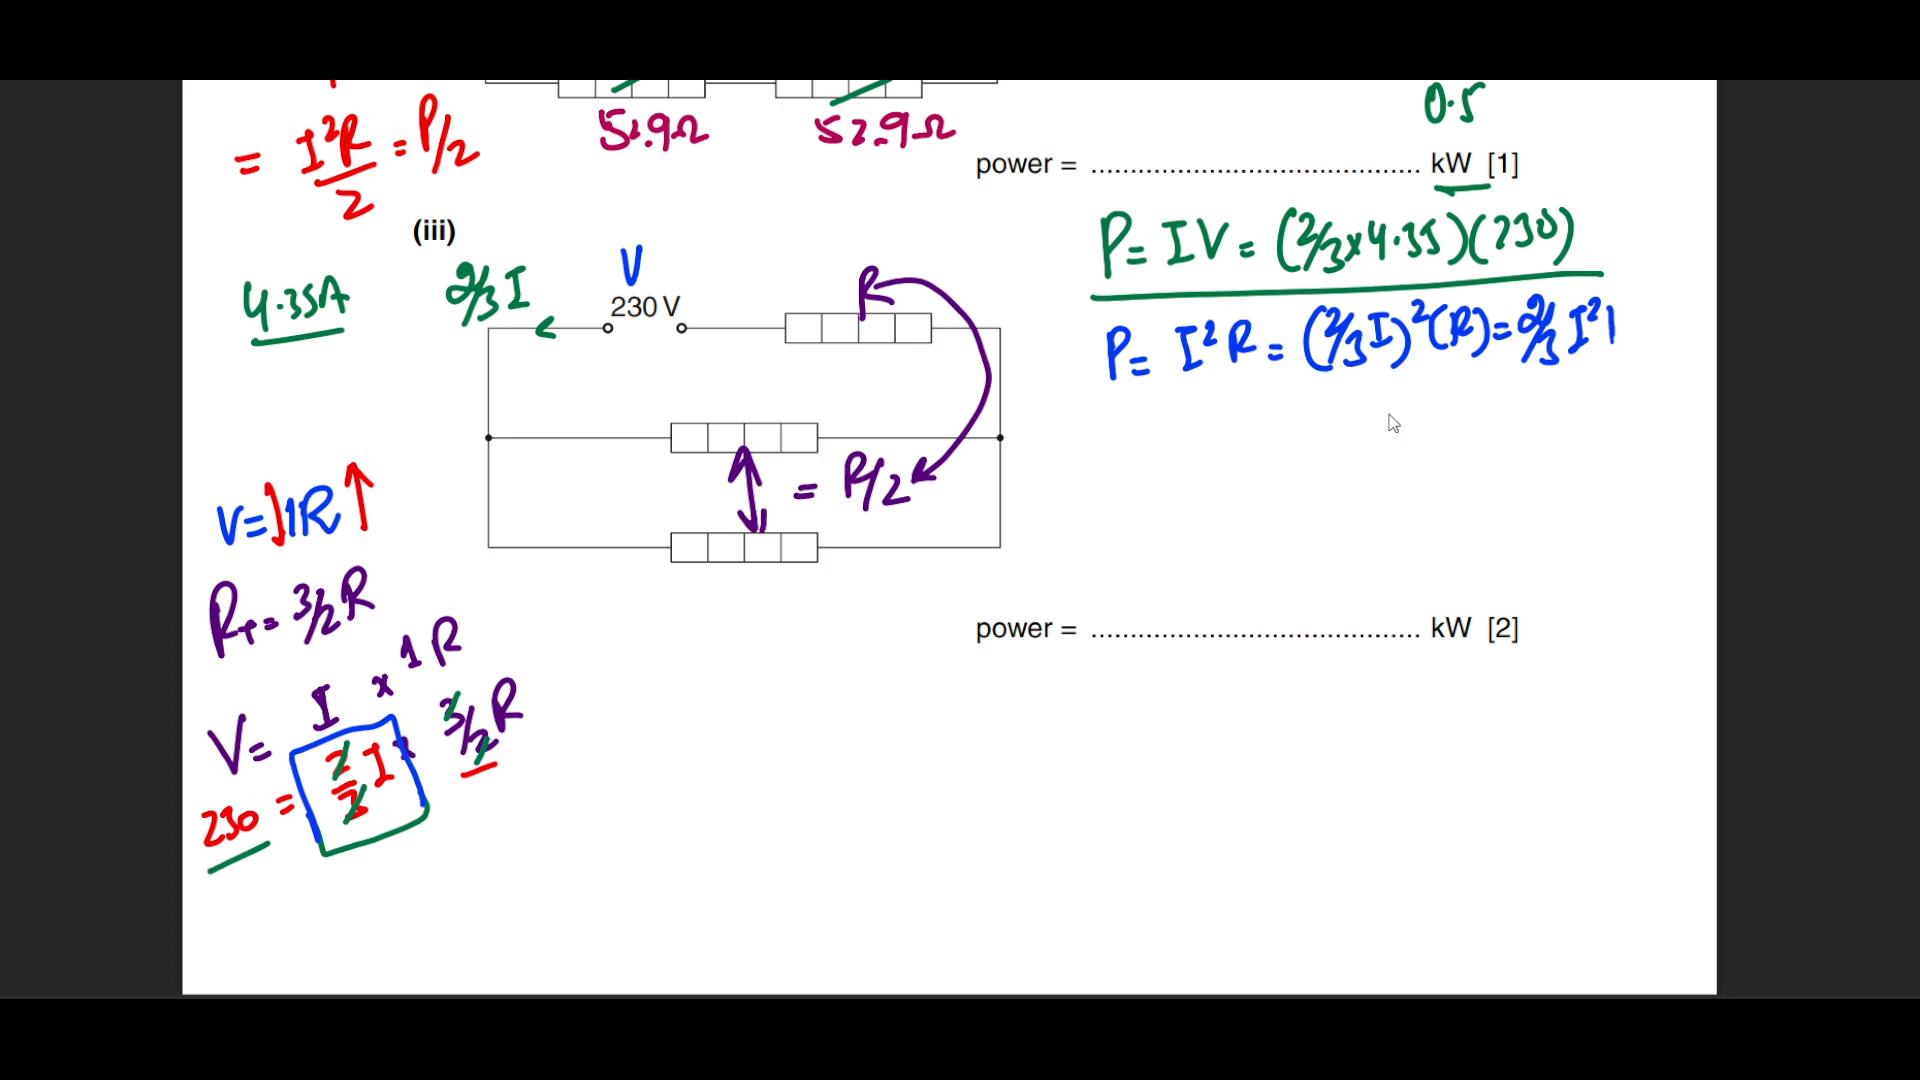 0.5
52.9Ω 52.9Ω
= I²R/2 = P/2
power = ........................................ kW [1]
(iii)
P = IV = (2/3 x 4.35)(230)
4.35A
2/3 I
V
230 V
R
P = I²R = (2/3 I)²(R) = 2/3 I²
= R/2
V = IR
R_T = 3/2 R
power = ........................................ kW [2]
V = I x 1R
2/3 I x 3/2 R
230 =